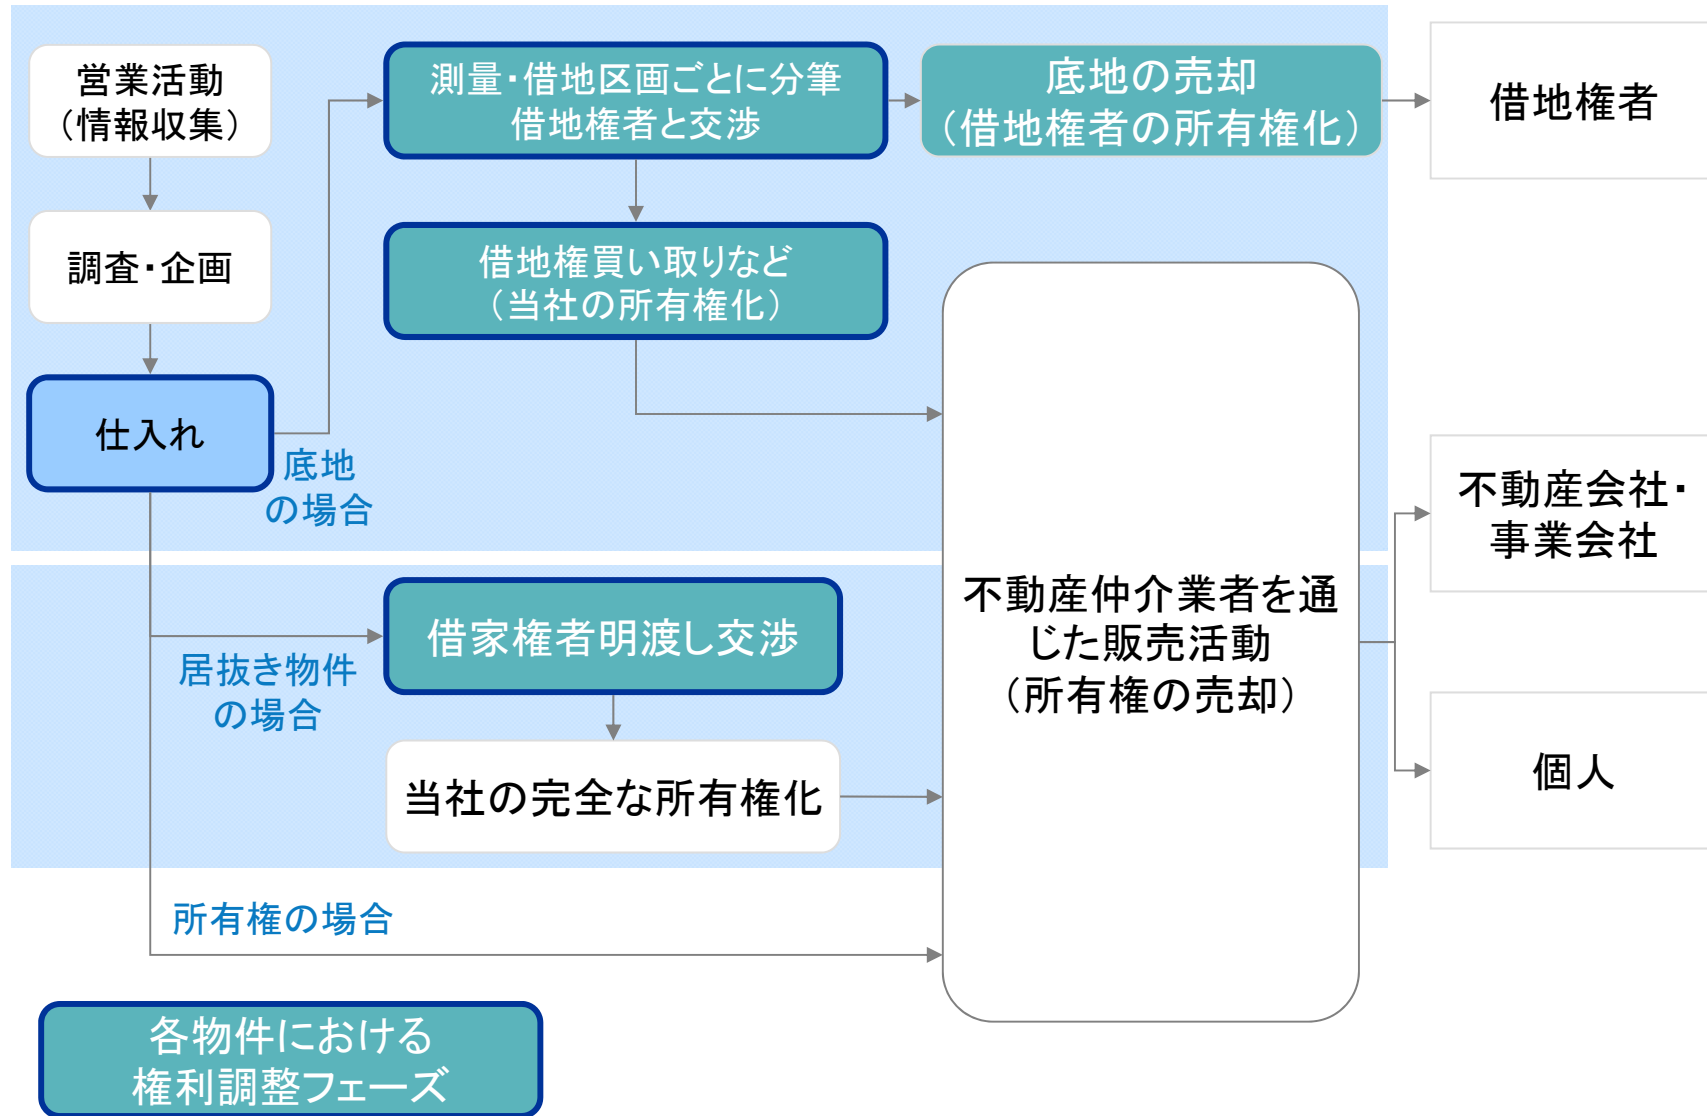 営業活動
（情報収集）
調査・企画
仕入れ
底地
の場合
測量・借地区画ごとに分筆
借地権者と交渉
底地の売却
（借地権者の所有権化）
借地権者
借地権買い取りなど
（当社の所有権化）
居抜き物件
の場合
借家権者明渡し交渉
当社の完全な所有権化
所有権の場合
不動産仲介業者を通
じた販売活動
（所有権の売却）
不動産会社・
事業会社
個人
各物件における
権利調整フェーズ